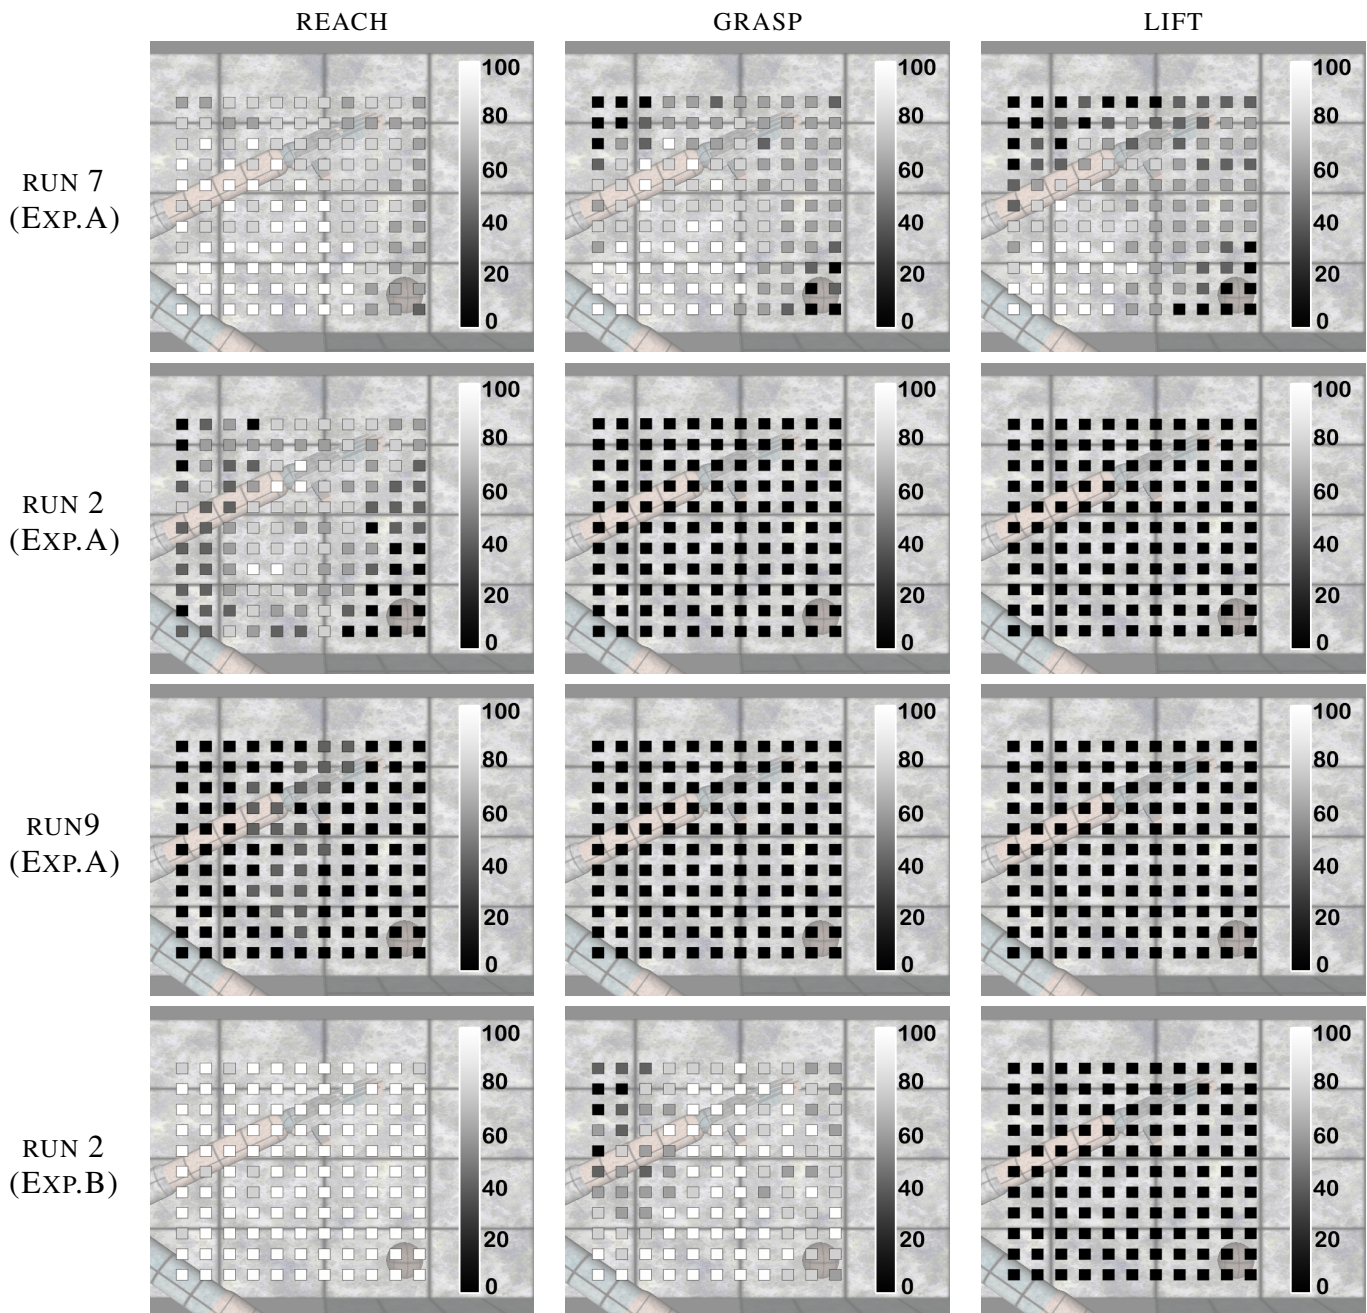 REACH GRASP LIFT
100 100 100
80 80 80
RUN 7 60 60 60
(EXP.A) 40 40 40
20 20 20
0 0 0
100 100 100
80 80 80
RUN 2 60 60 60
(EXP.A) 40 40 40
20 20 20
0 0 0
100 100 100
80 80 80
RUN9 60 60 60
(EXP.A) 40 40 40
20 20 20
0 0 0
100 100 100
80 80 80
RUN 2 60 60 60
(EXP.B) 40 40 40
20 20 20
0 0 0